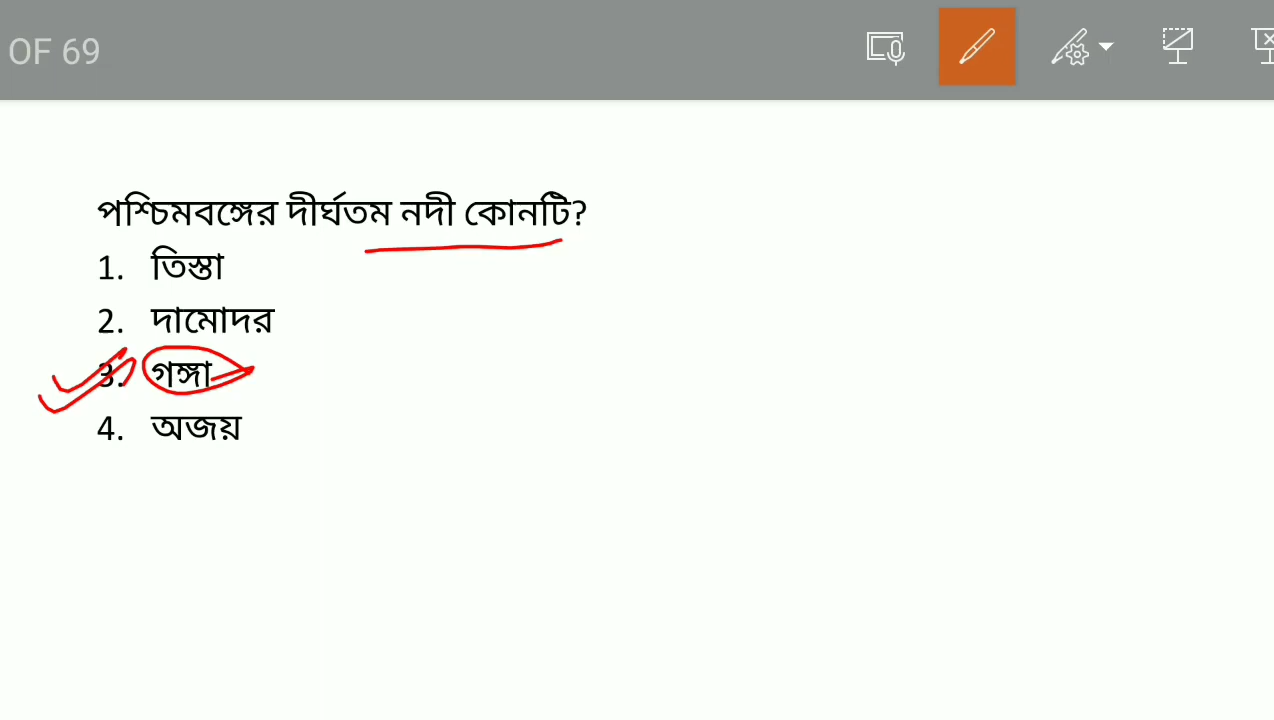 OF 69
পশ্চিমবঙ্গের দীর্ঘতম নদী কোনটি?
1. তিস্তা
2. দামোদর
3. গঙ্গা
4. অজয়